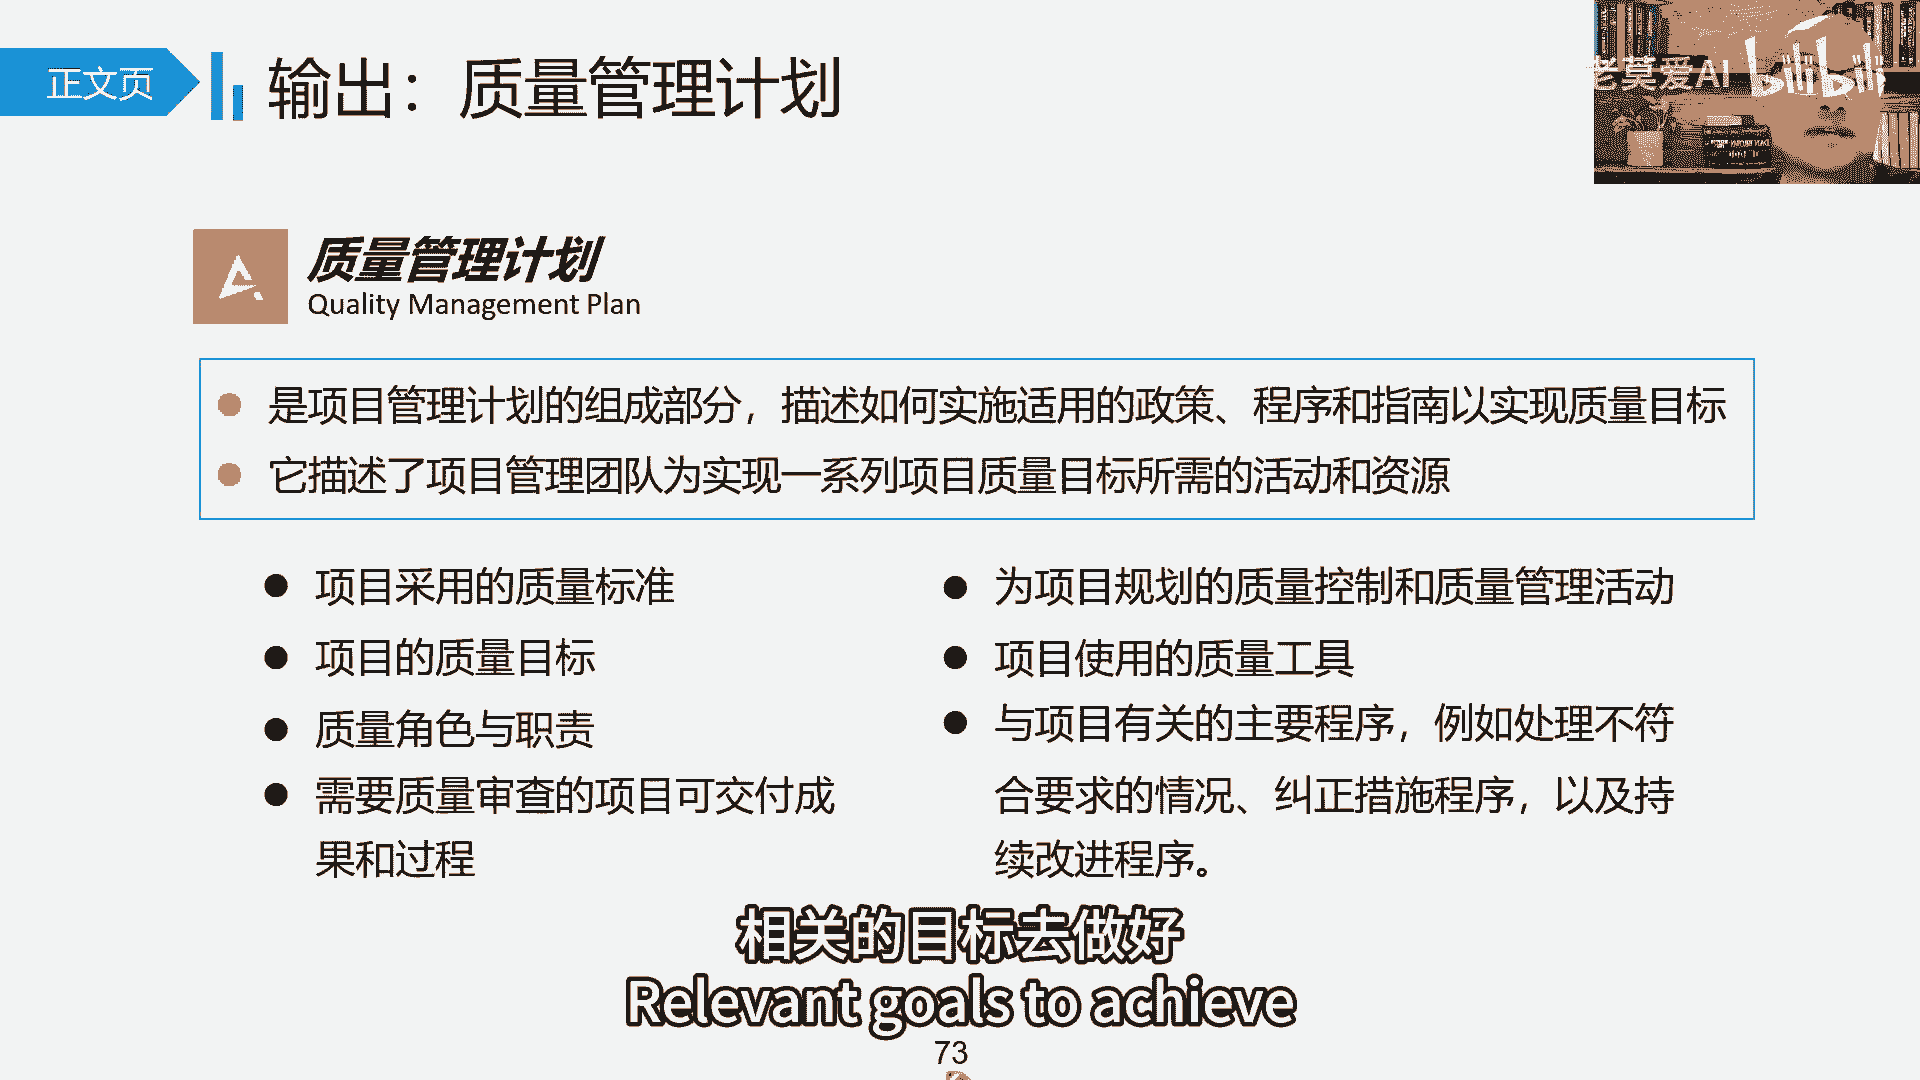 正文页
输出：质量管理计划
老莫爱AI
bilibili
质量管理计划
Quality Management Plan
是项目管理计划的组成部分，描述如何实施适用的政策、程序和指南以实现质量目标
它描述了项目管理团队为实现一系列项目质量目标所需的活动和资源
项目采用的质量标准
项目的质量目标
质量角色与职责
需要质量审查的项目可交付成
果和过程
为项目规划的质量控制和质量管理活动
项目使用的质量工具
与项目有关的主要程序，例如处理不符
合要求的情况、纠正措施程序，以及持
续改进程序。
相关的目标去做好
Relevant goals to achieve
73